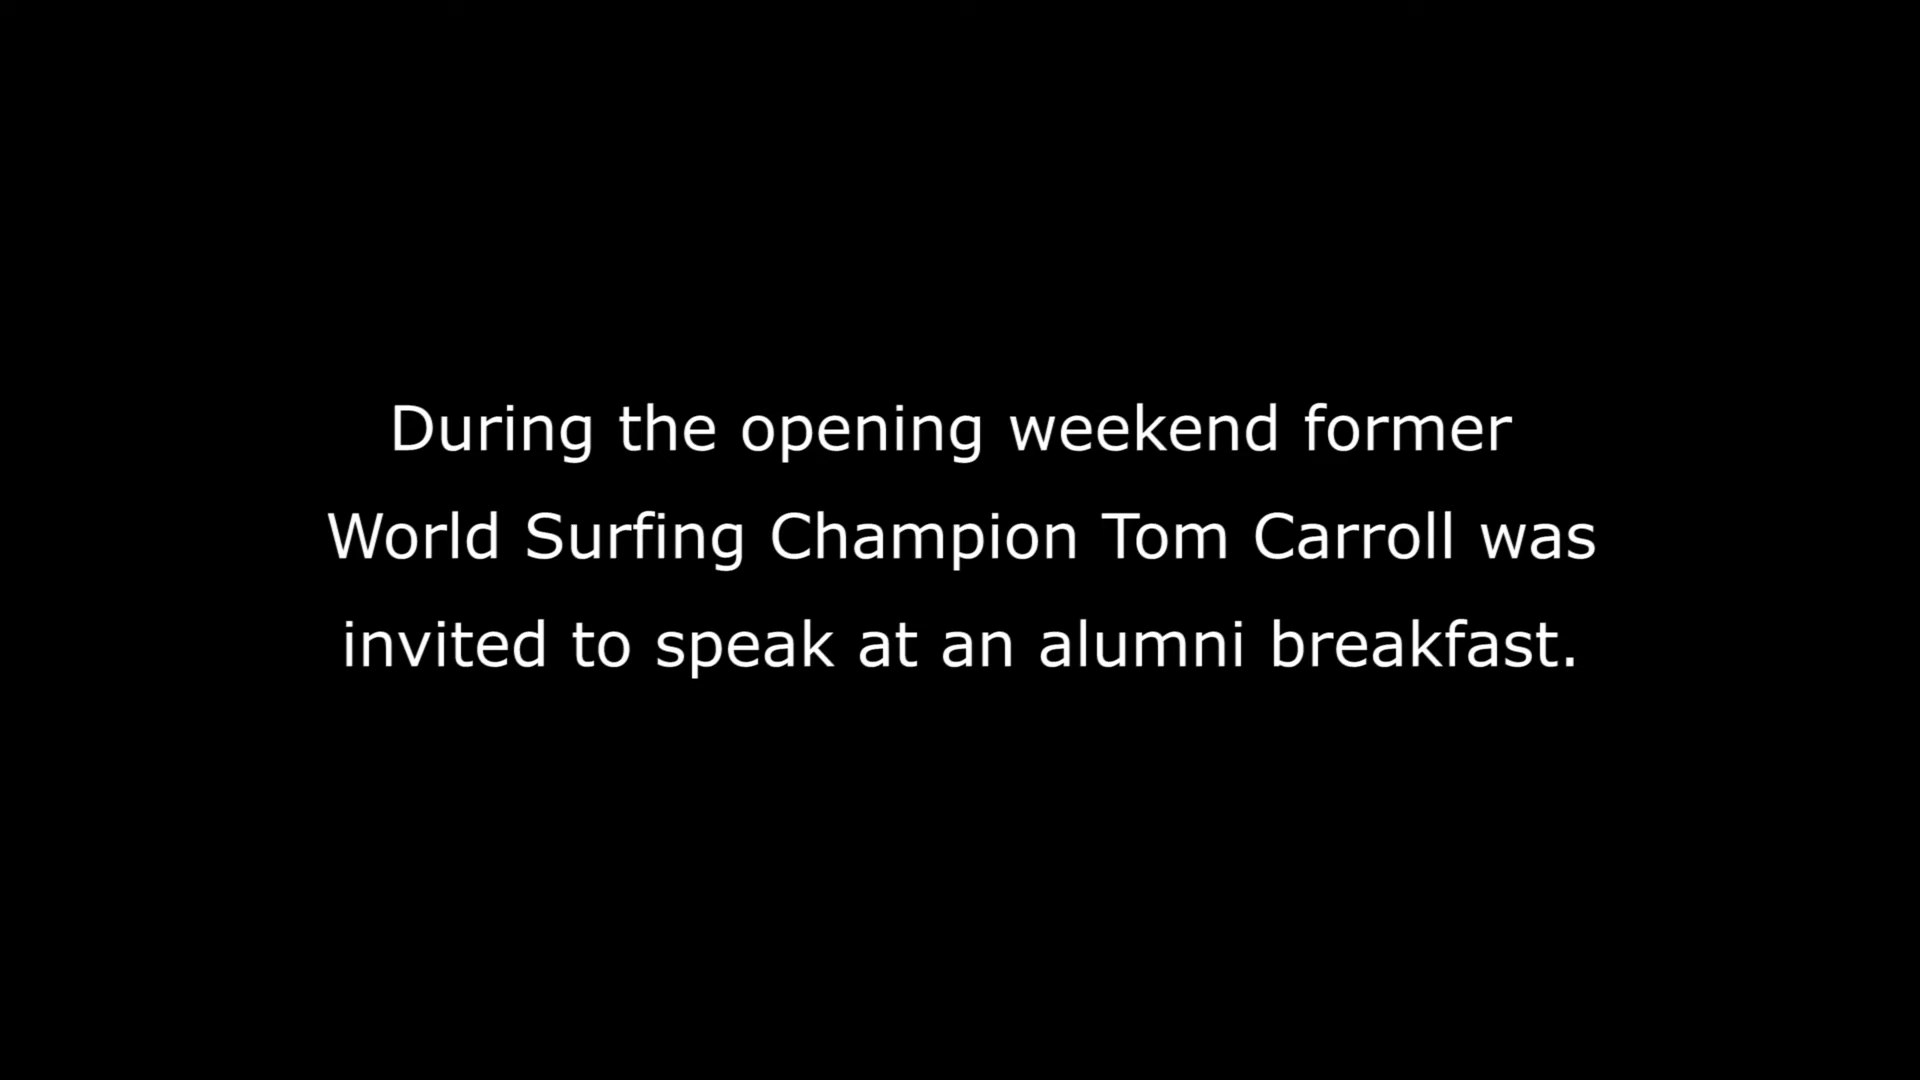 During the opening weekend former
World Surfing Champion Tom Carroll was
invited to speak at an alumni breakfast.